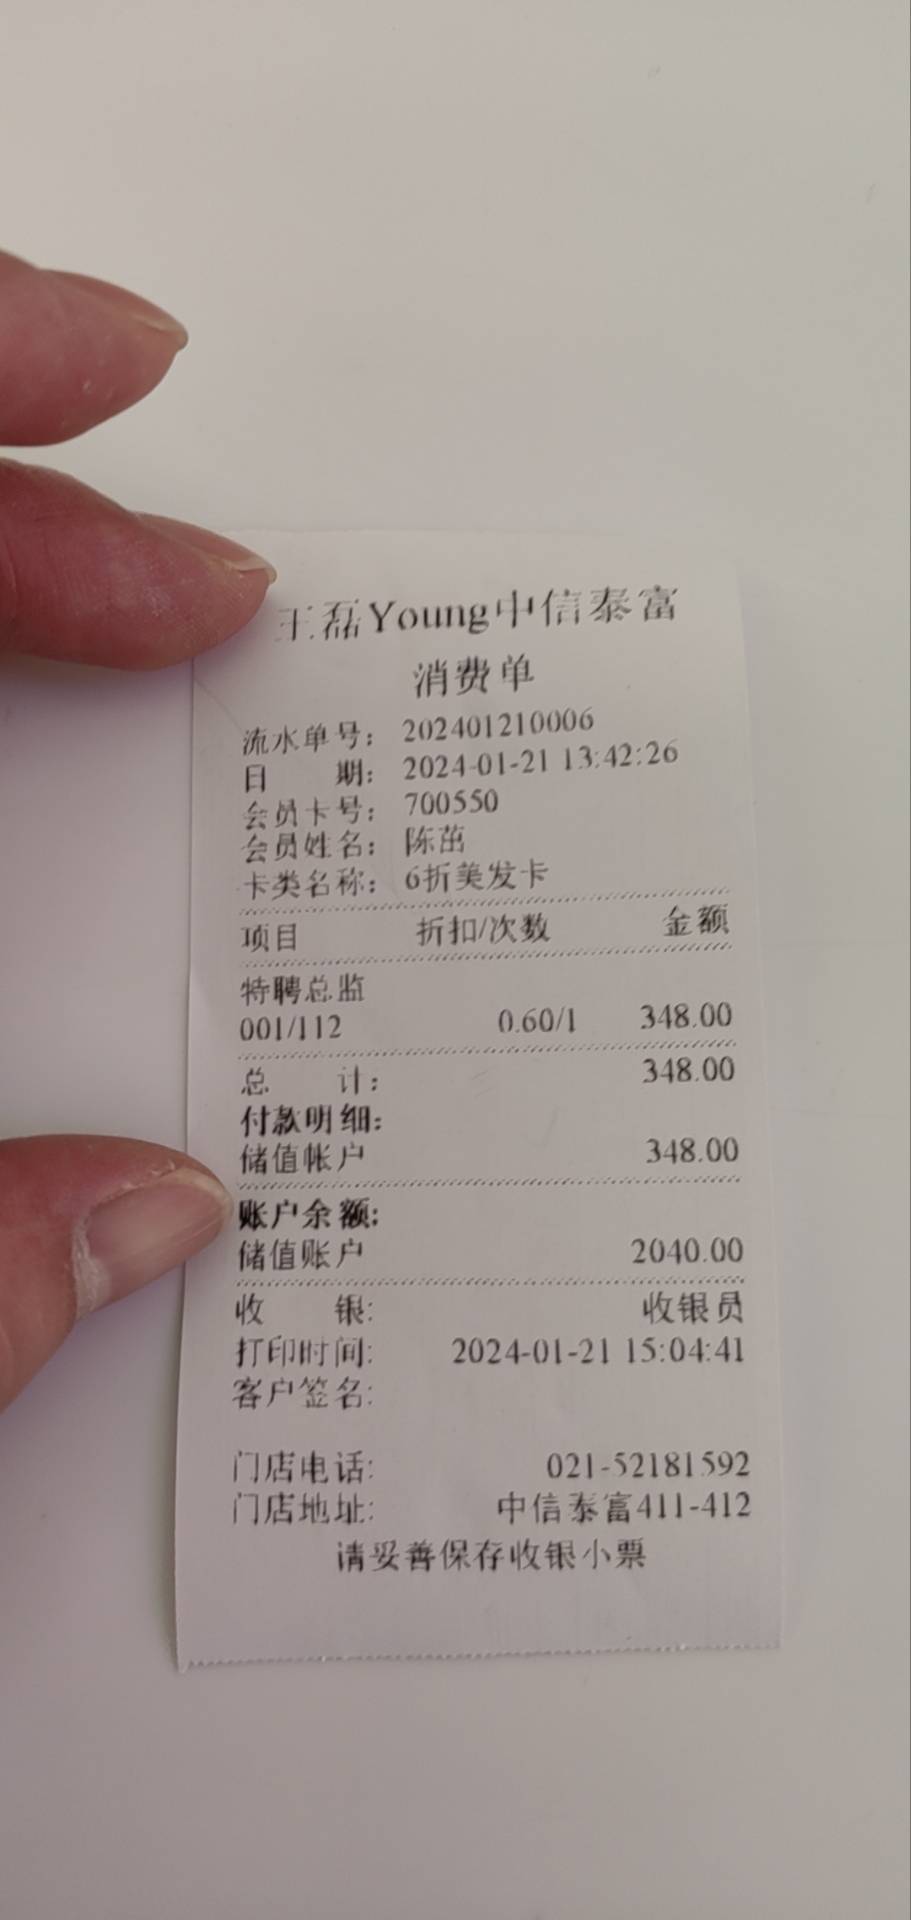 王磊Young中信泰富
消费单
流水单号： 202401210006
日 期： 2024-01-21 13:42:26
会员卡号： 700550
会员姓名： 陈茁
卡类名称： 6折美发卡
项目 折扣/次数 金额
特聘总监
001/112 0.60/1 348.00
总 计： 348.00
付款明细:
储值帐户 348.00
账户余额:
储值账户 2040.00
收 银: 收银员
打印时间: 2024-01-21 15:04:41
客户签名:
门店电话: 021-52181592
门店地址: 中信泰富411-412
请妥善保存收银小票